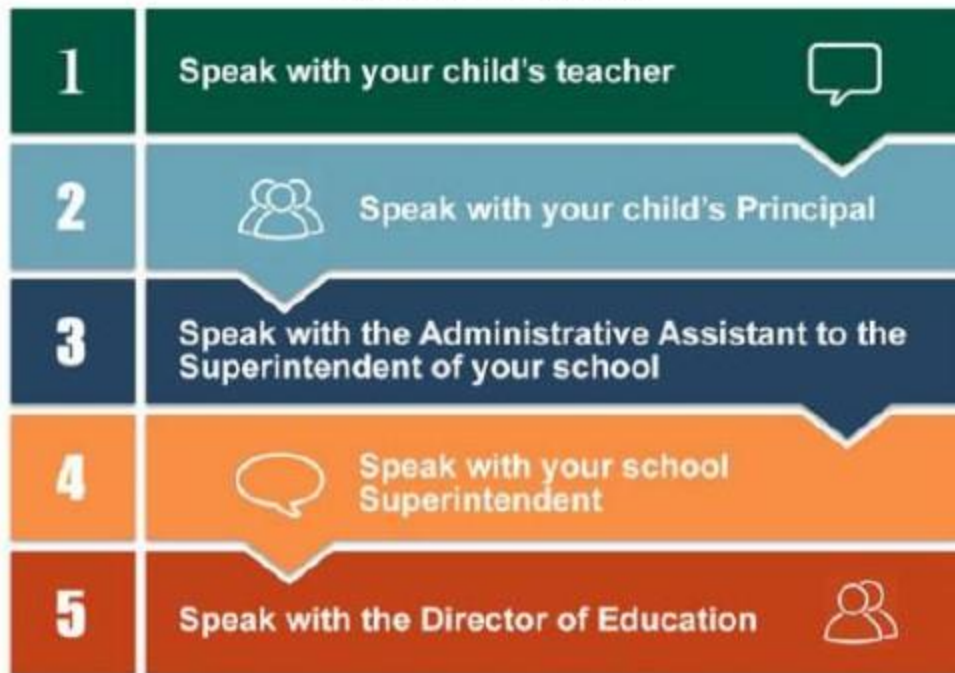 1
Speak with your child's teacher
2
Speak with your child's Principal
3
Speak with the Administrative Assistant to the
Superintendent of your school
4
Speak with your school
Superintendent
5
Speak with the Director of Education